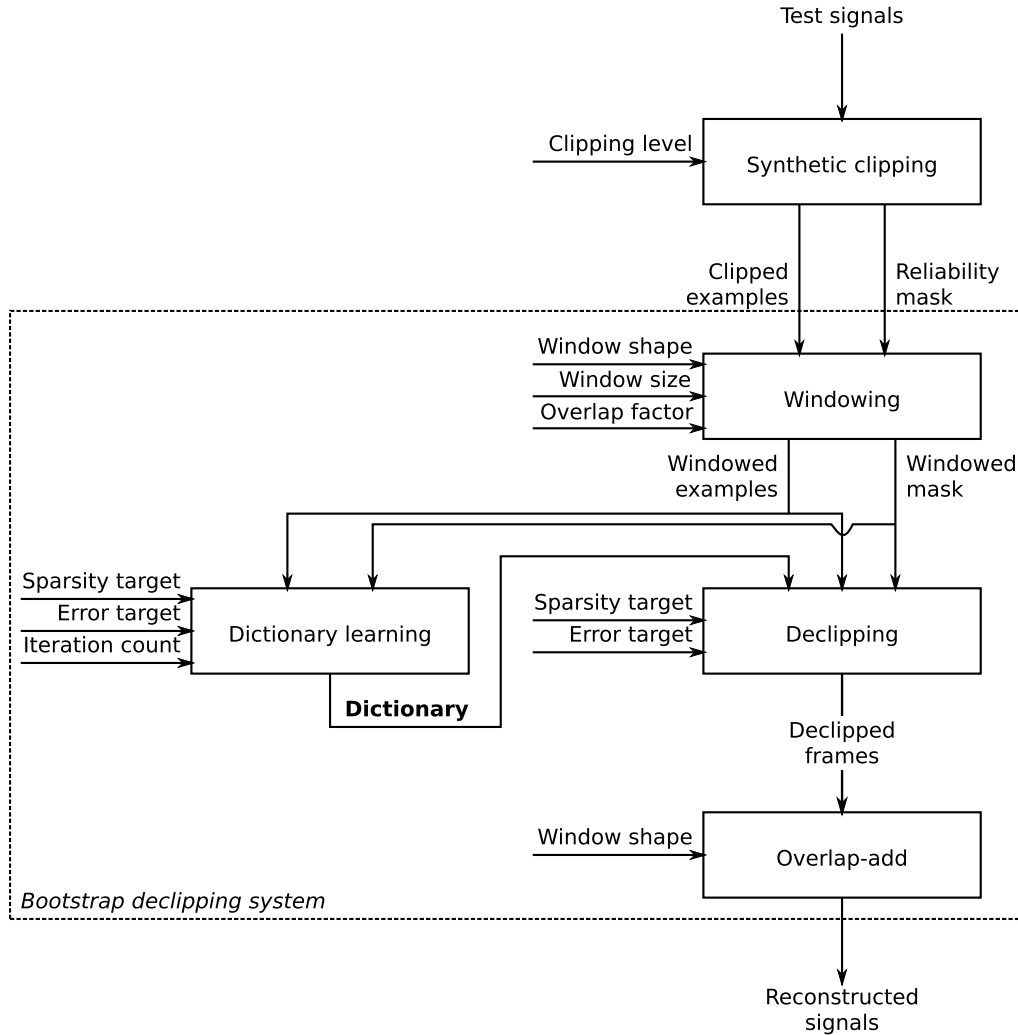 Test signals
Clipping level
Synthetic clipping
Clipped
examples
Reliability
mask
Window shape
Window size
Overlap factor
Windowing
Windowed
examples
Windowed
mask
Sparsity target
Error target
Iteration count
Dictionary learning
Sparsity target
Error target
Declipping
Dictionary
Declipped
frames
Window shape
Overlap-add
Bootstrap declipping system
Reconstructed
signals